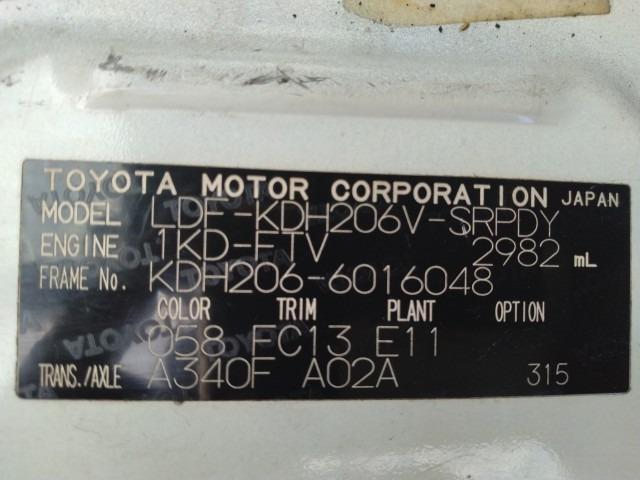 TOYOTA MOTOR CORPORATION JAPAN
MODEL LDF-KDH206V-SRPDY
ENGINE 1KD-FTV 2982 mL
FRAME No. KDH206-6016048
COLOR TRIM PLANT OPTION
058 FC13 E11
TRANS./AXLE A340F A02A 315